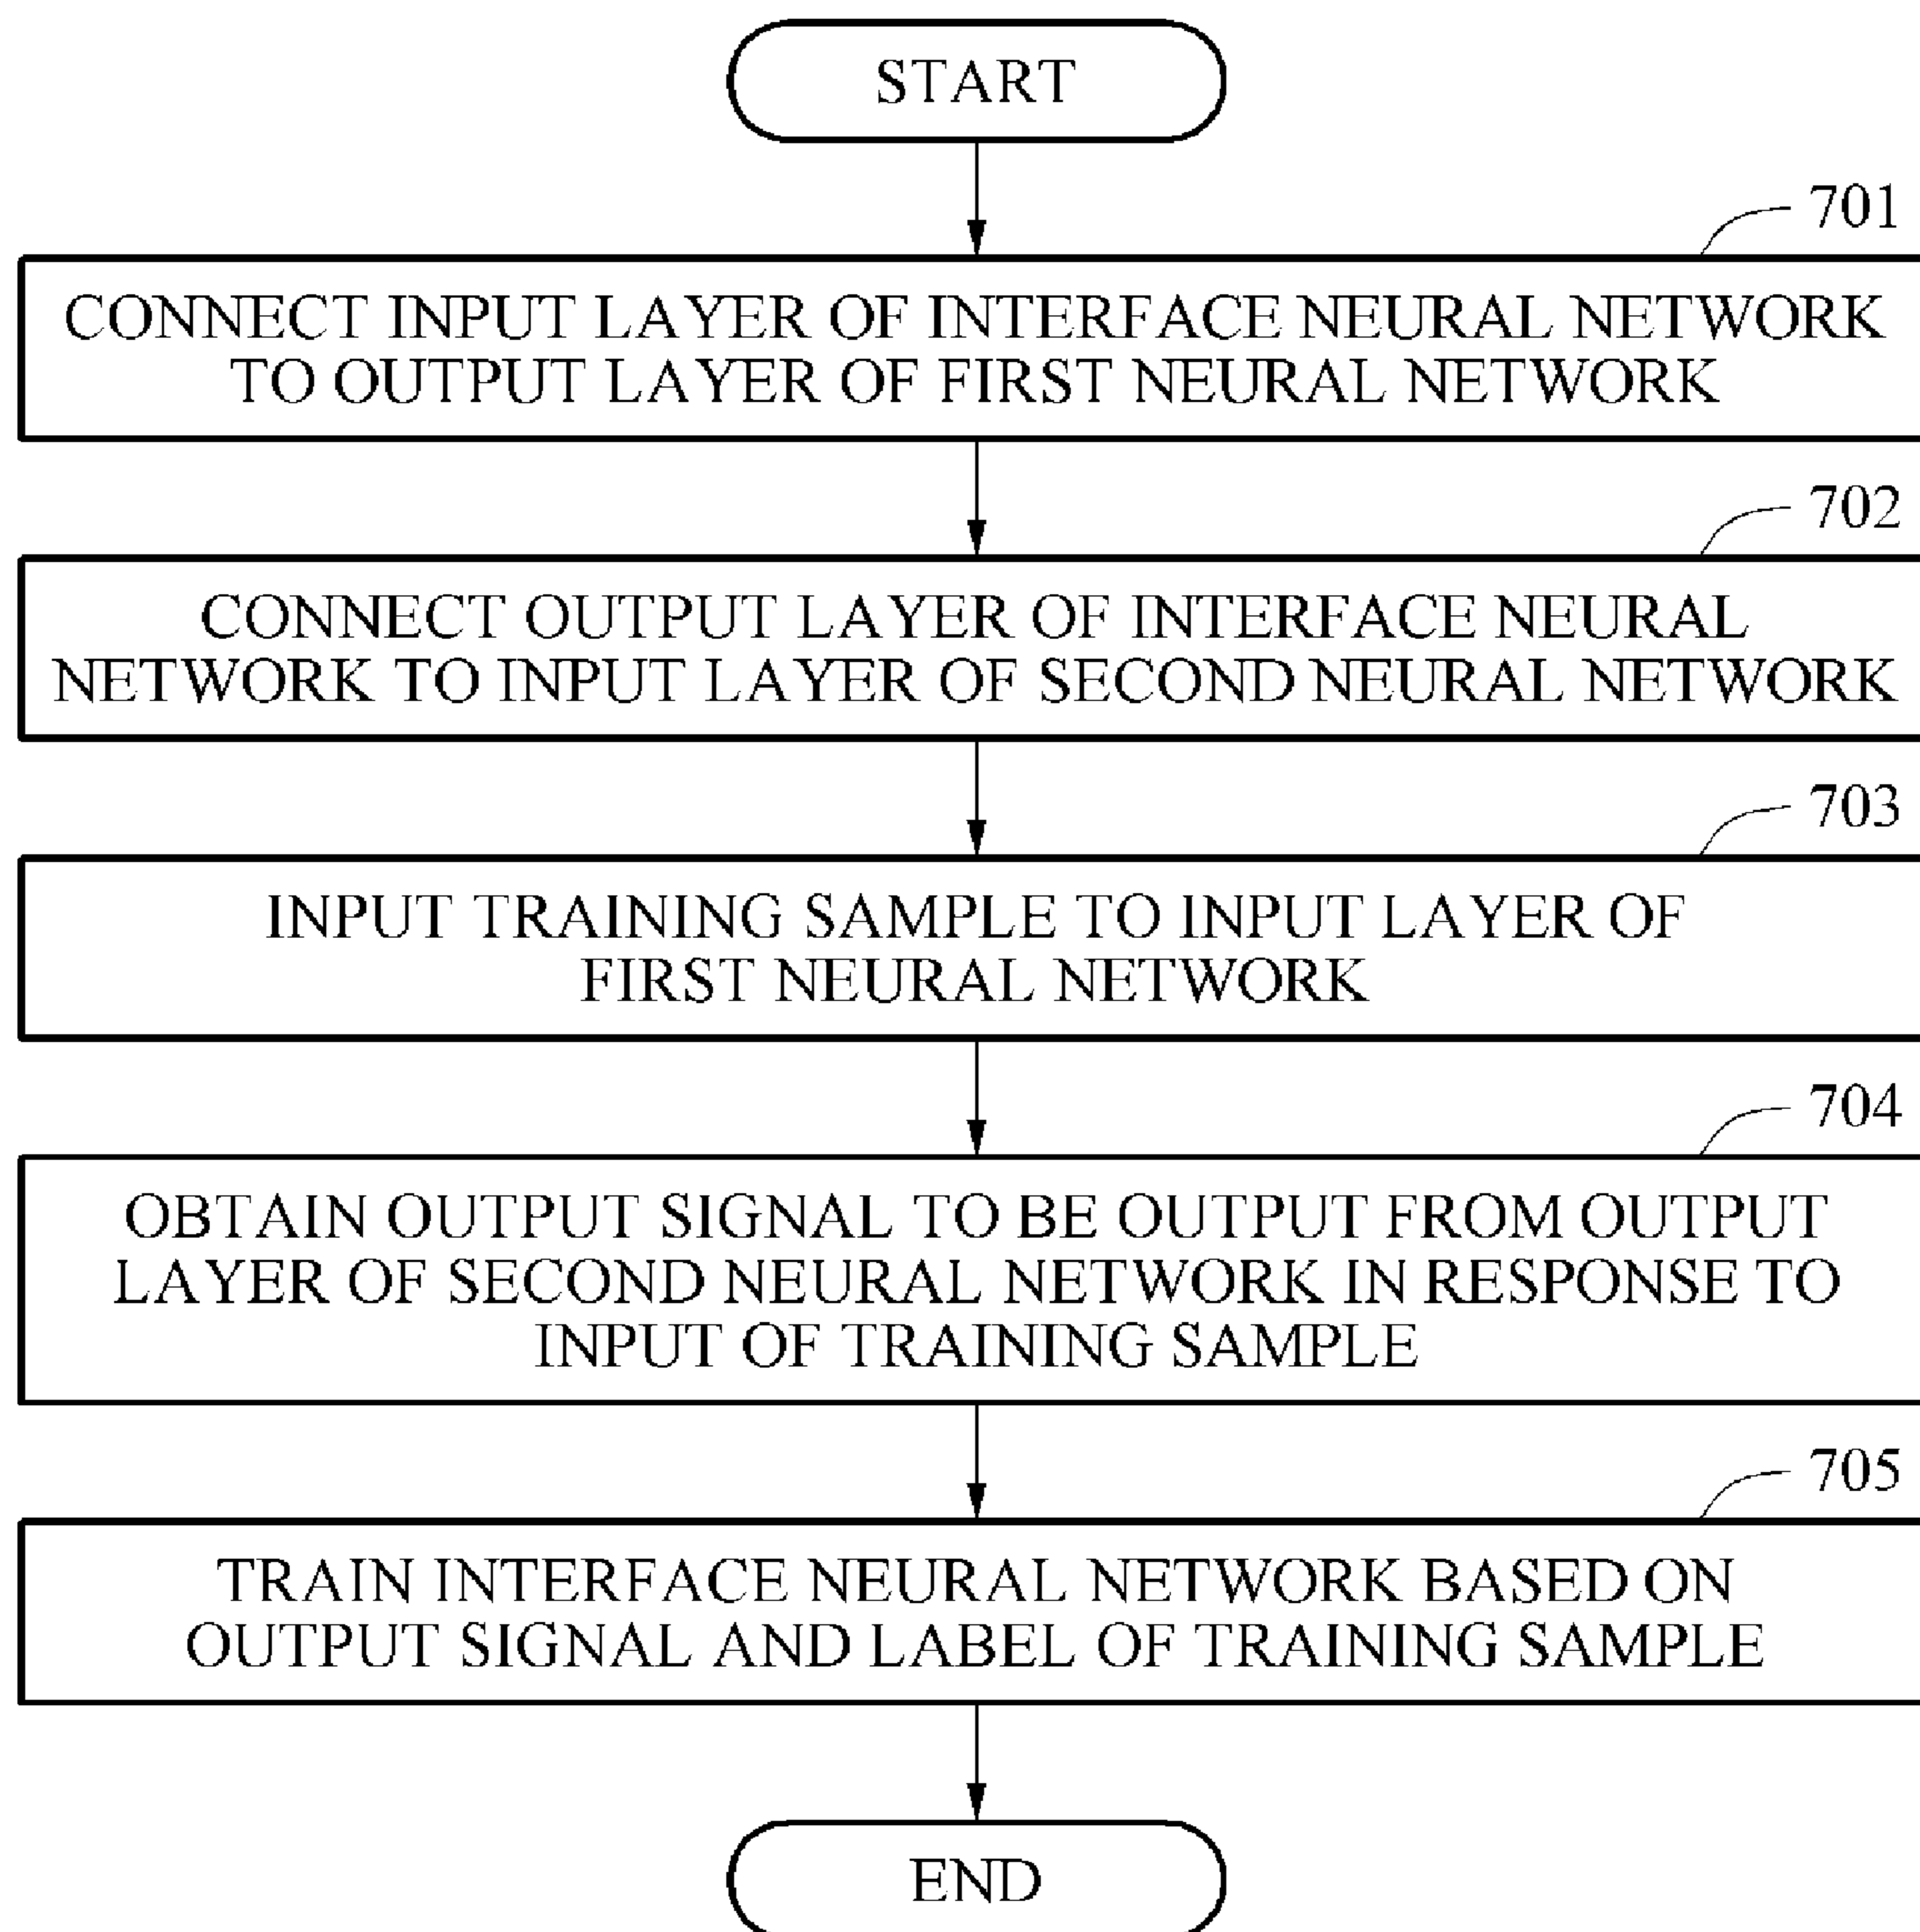 START
701
CONNECT INPUT LAYER OF INTERFACE NEURAL NETWORK
TO OUTPUT LAYER OF FIRST NEURAL NETWORK
702
CONNECT OUTPUT LAYER OF INTERFACE NEURAL
NETWORK TO INPUT LAYER OF SECOND NEURAL NETWORK
703
INPUT TRAINING SAMPLE TO INPUT LAYER OF
FIRST NEURAL NETWORK
704
OBTAIN OUTPUT SIGNAL TO BE OUTPUT FROM OUTPUT
LAYER OF SECOND NEURAL NETWORK IN RESPONSE TO
INPUT OF TRAINING SAMPLE
705
TRAIN INTERFACE NEURAL NETWORK BASED ON
OUTPUT SIGNAL AND LABEL OF TRAINING SAMPLE
END